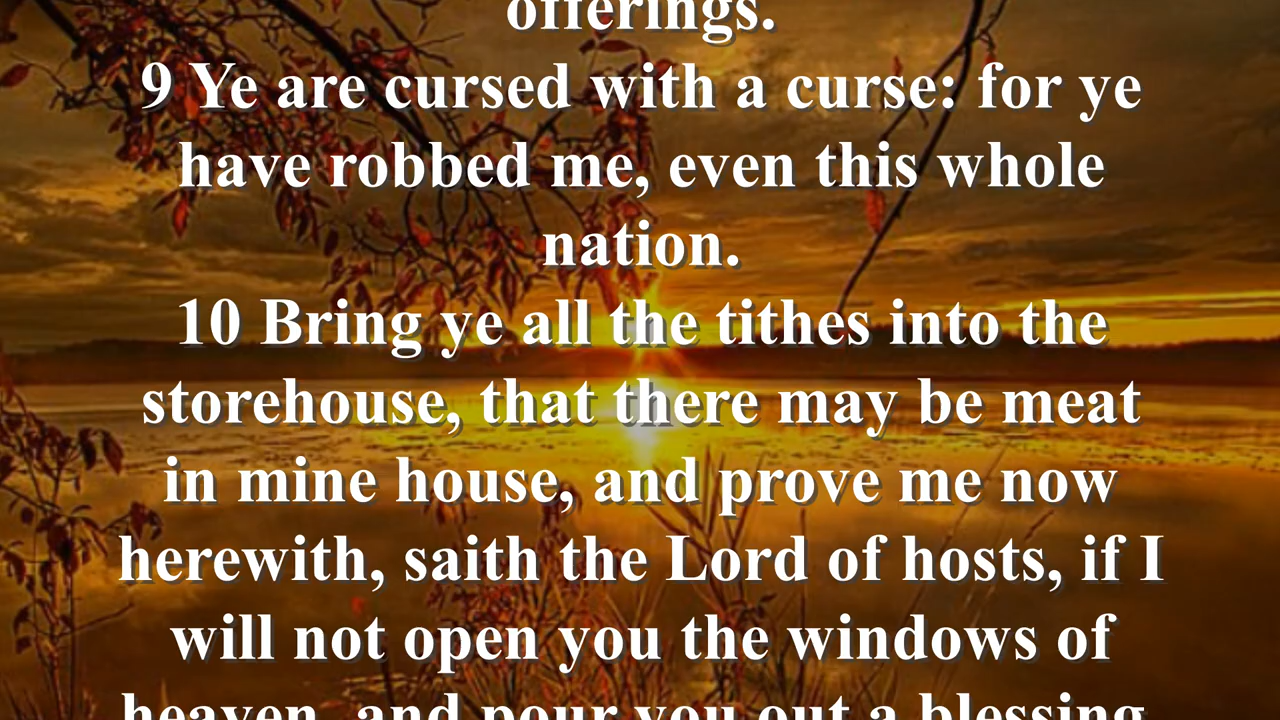 offerings.
9 Ye are cursed with a curse: for ye
have robbed me, even this whole
nation.
10 Bring ye all the tithes into the
storehouse, that there may be meat
in mine house, and prove me now
herewith, saith the Lord of hosts, if I
will not open you the windows of
heaven, and pour you out a blessing,